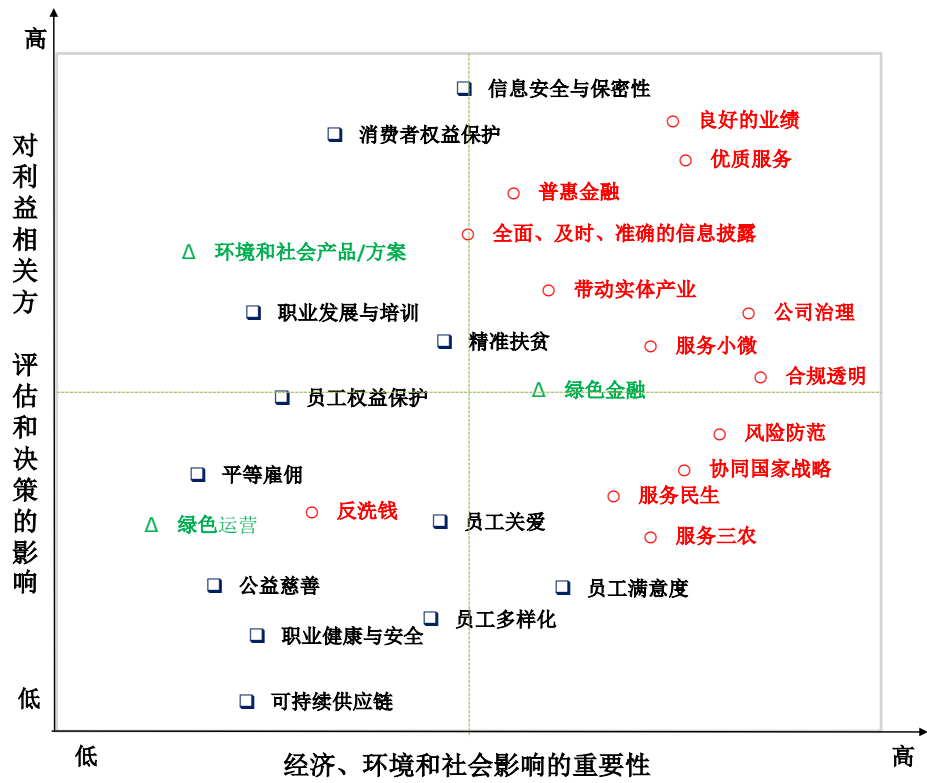 高
信息安全与保密性
良好的业绩
消费者权益保护
优质服务
普惠金融
全面、及时、准确的信息披露
环境和社会产品/方案
带动实体产业
职业发展与培训
公司治理
精准扶贫
服务小微
合规透明
绿色金融
员工权益保护
风险防范
协同国家战略
平等雇佣
服务民生
反洗钱
员工关爱
绿色运营
服务三农
公益慈善
员工满意度
员工多样化
职业健康与安全
可持续供应链
对利益相关方 评估和决策的影响
低
低
经济、环境和社会影响的重要性
高